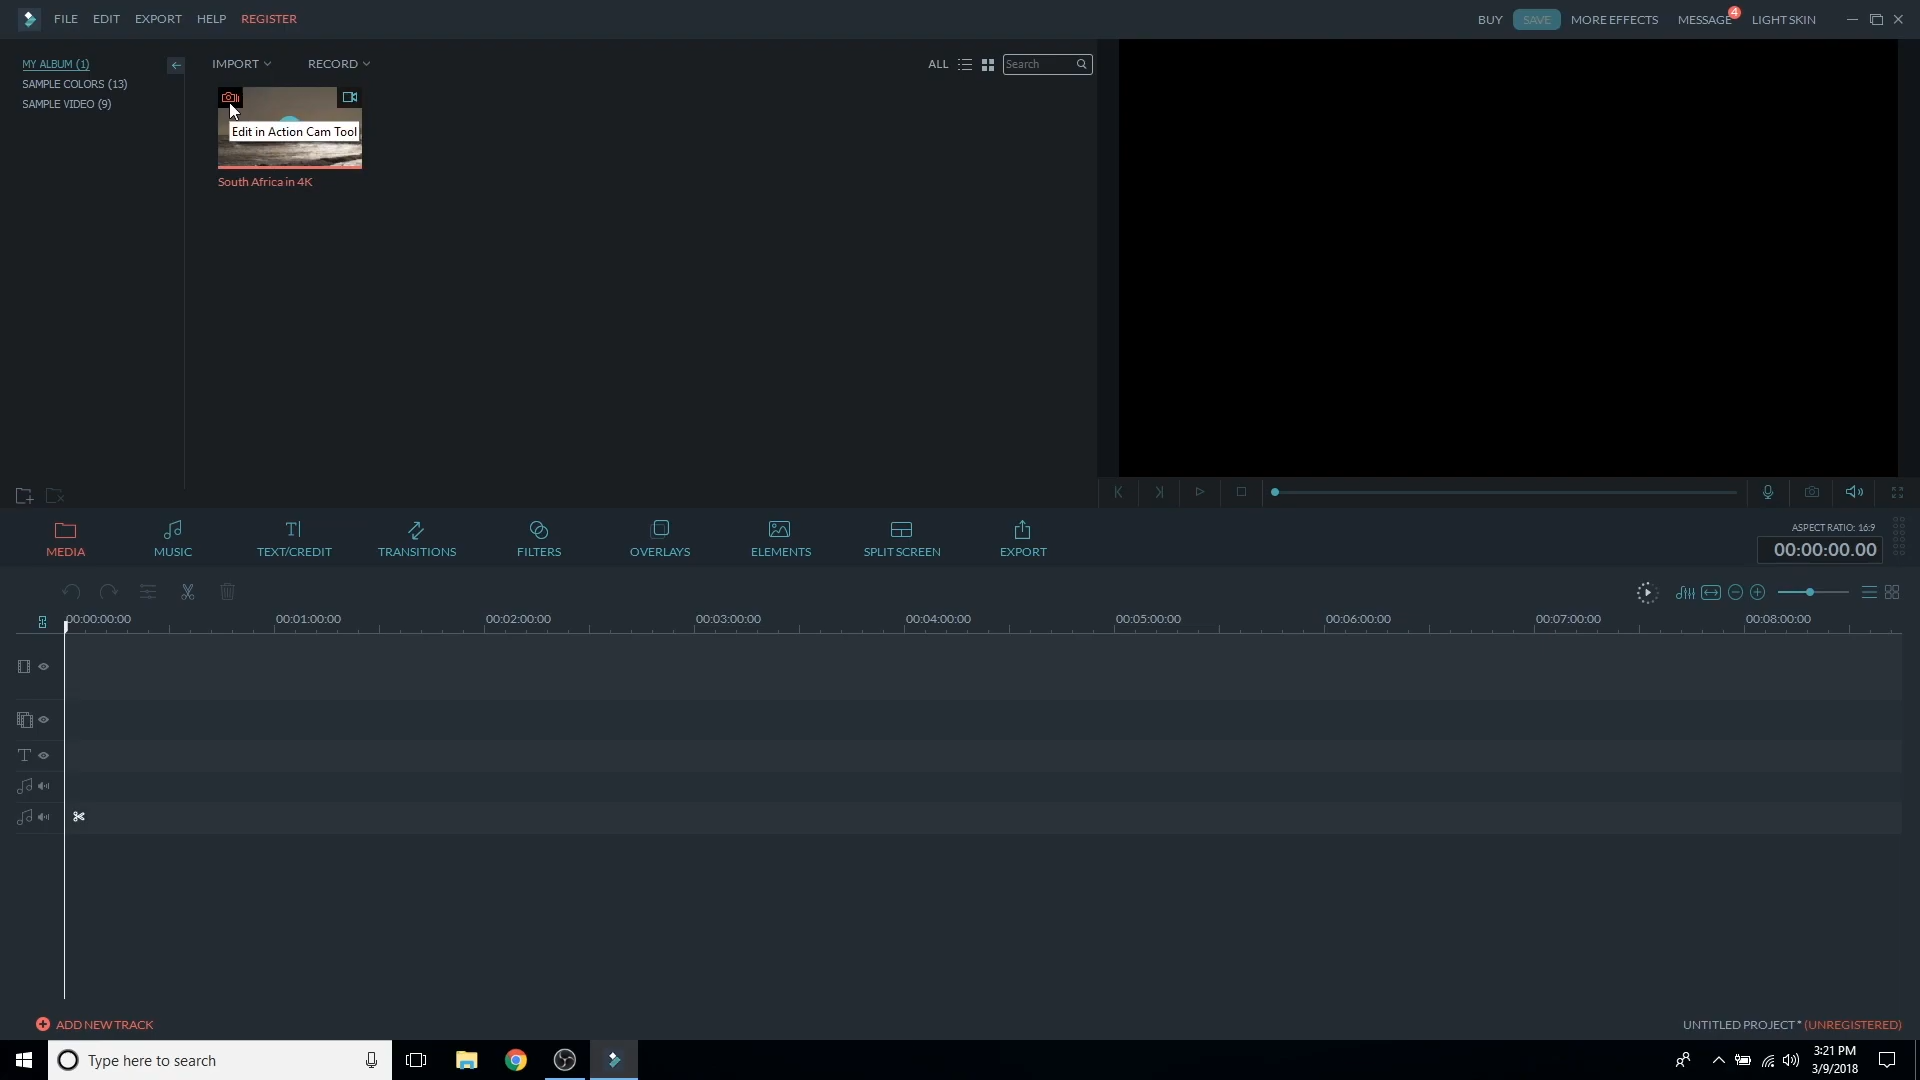 FILE EDIT EXPORT HELP REGISTER
BUY SAVE MORE EFFECTS MESSAGE 4 LIGHT SKIN
MY ALBUM (1)
SAMPLE COLORS (13)
SAMPLE VIDEO (9)
IMPORT RECORD ALL Search
Edit in Action Cam Tool
South Africa in 4K
MEDIA MUSIC TEXT/CREDIT TRANSITIONS FILTERS OVERLAYS ELEMENTS SPLIT SCREEN EXPORT
ASPECT RATIO: 16:9
00:00:00.00
00:00:00:00 00:01:00:00 00:02:00:00 00:03:00:00 00:04:00:00 00:05:00:00 00:06:00:00 00:07:00:00 00:08:00:00
ADD NEW TRACK
UNTITLED PROJECT * (UNREGISTERED)
Type here to search
3:21 PM
3/9/2018